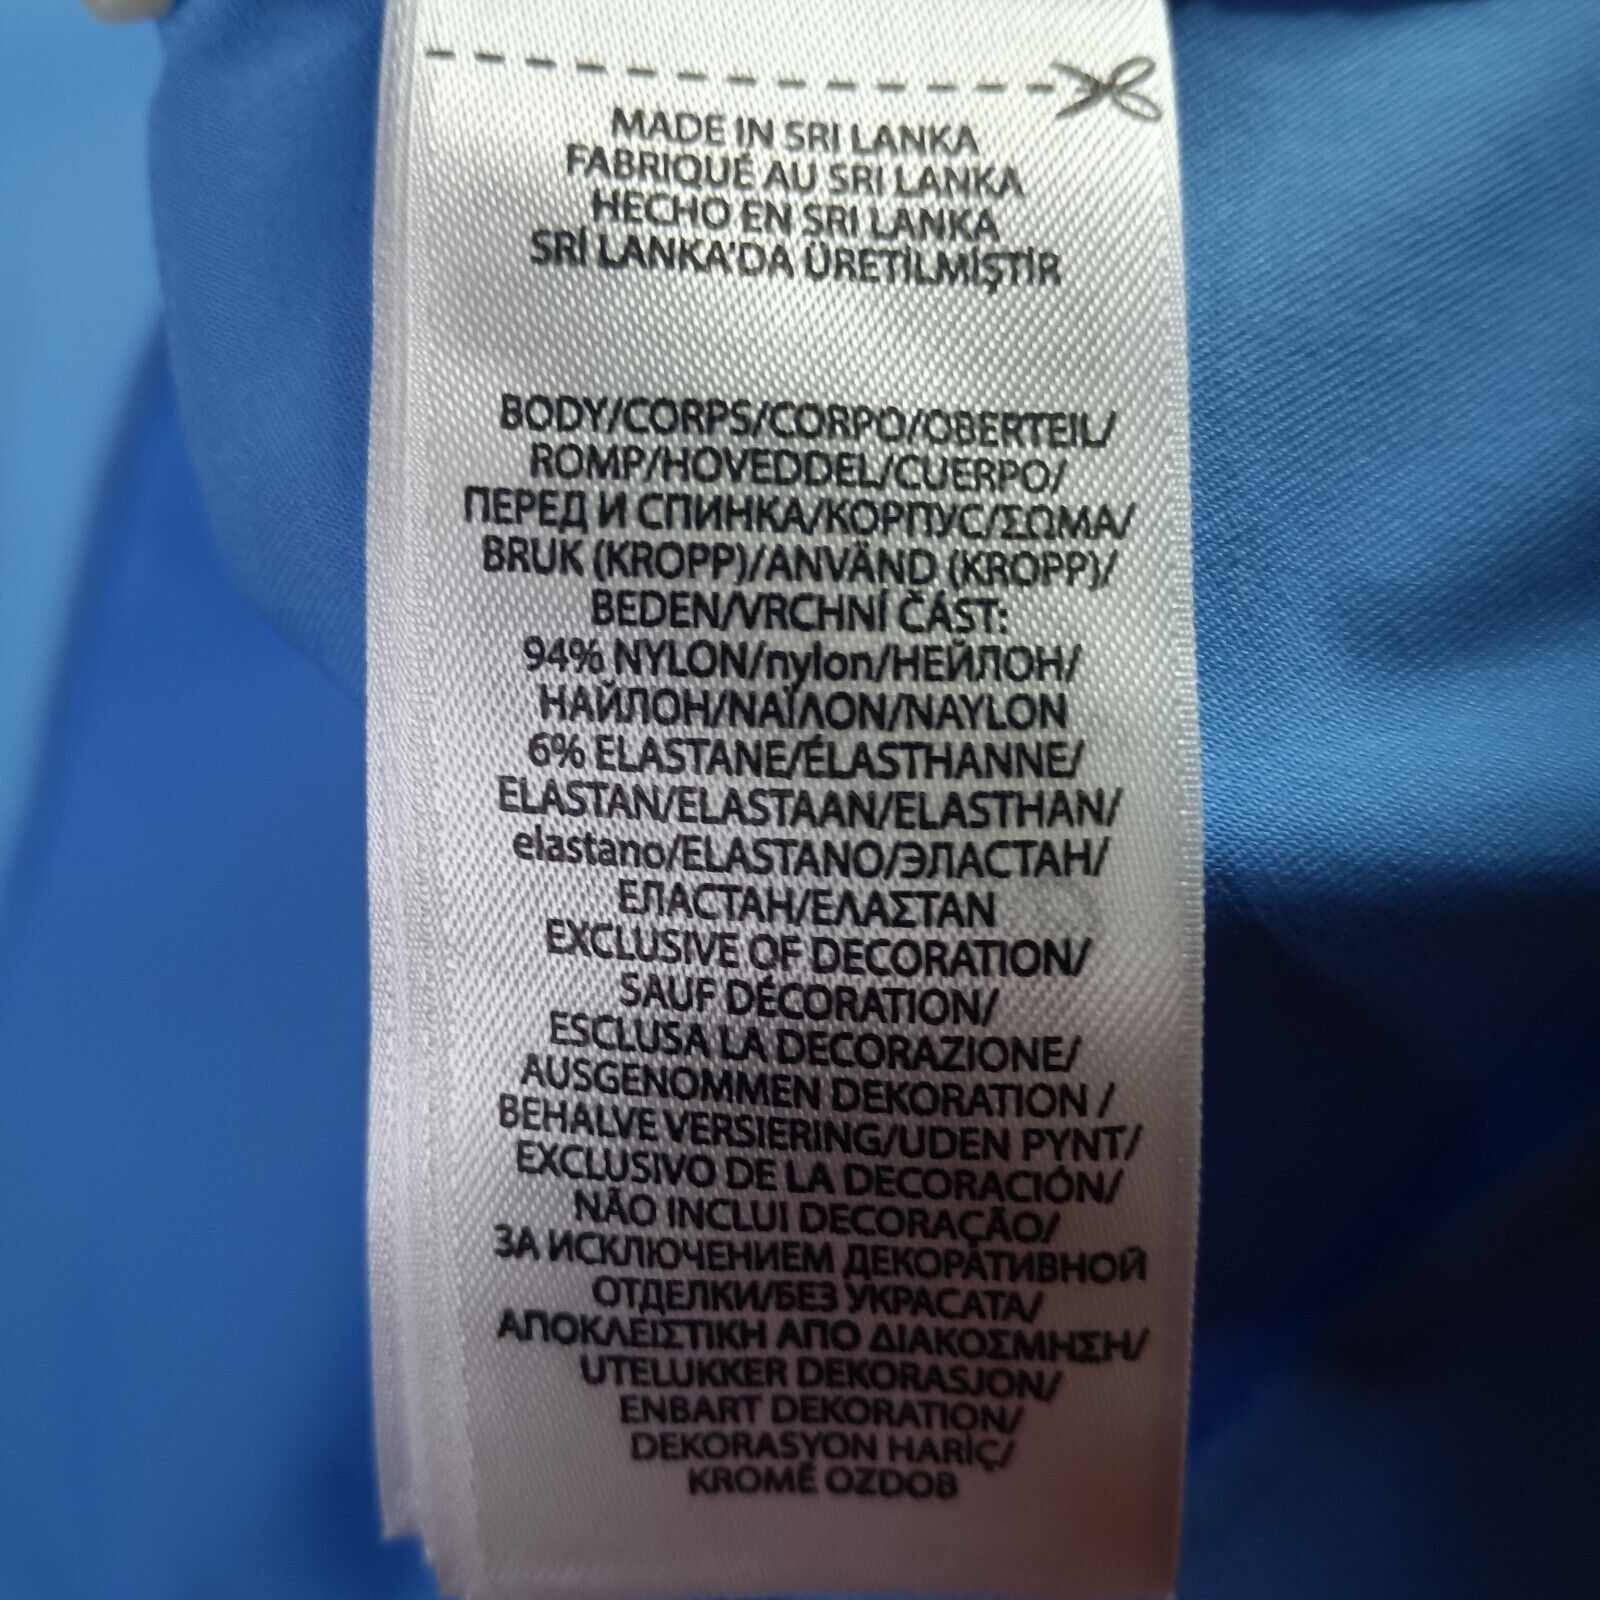 MADE IN SRI LANKA
FABRIQUÉ AU SRI LANKA
HECHO EN SRI LANKA
SRİ LANKA'DA ÜRETİLMİŞTİR
BODY/CORPS/CORPO/OBERTEIL/
ROMP/HOVEDDEL/CUERPO/
ПЕРЕД И СПИНКА/КОРПУС/ΣΩΜΑ/
BRUK (KROPP)/ANVÄND (KROPP)/
BEDEN/VRCHNÍ ČÁST:
94% NYLON/nylon/НЕЙЛОН/
НАЙЛОН/ΝΑΪΛΟΝ/NAYLON
6% ELASTANE/ÉLASTHANNE/
ELASTAN/ELASTAAN/ELASTHAN/
elastano/ELASTANO/ЭЛАСТАН/
ЕЛАСТАН/ΕΛΑΣΤΑΝ
EXCLUSIVE OF DECORATION/
SAUF DÉCORATION/
ESCLUSA LA DECORAZIONE/
AUSGENOMMEN DEKORATION /
BEHALVE VERSIERING/UDEN PYNT/
EXCLUSIVO DE LA DECORACIÓN/
NÃO INCLUI DECORAÇÃO/
ЗА ИСКЛЮЧЕНИЕМ ДЕКОРАТИВНОЙ
ОТДЕЛКИ/БЕЗ УКРАСАТА/
ΑΠΟΚΛΕΙΣΤΙΚΗ ΑΠΟ ΔΙΑΚΟΣΜΗΣΗ/
UTELUKKER DEKORASJON/
ENBART DEKORATION/
DEKORASYON HARİÇ/
KROMĚ OZDOB